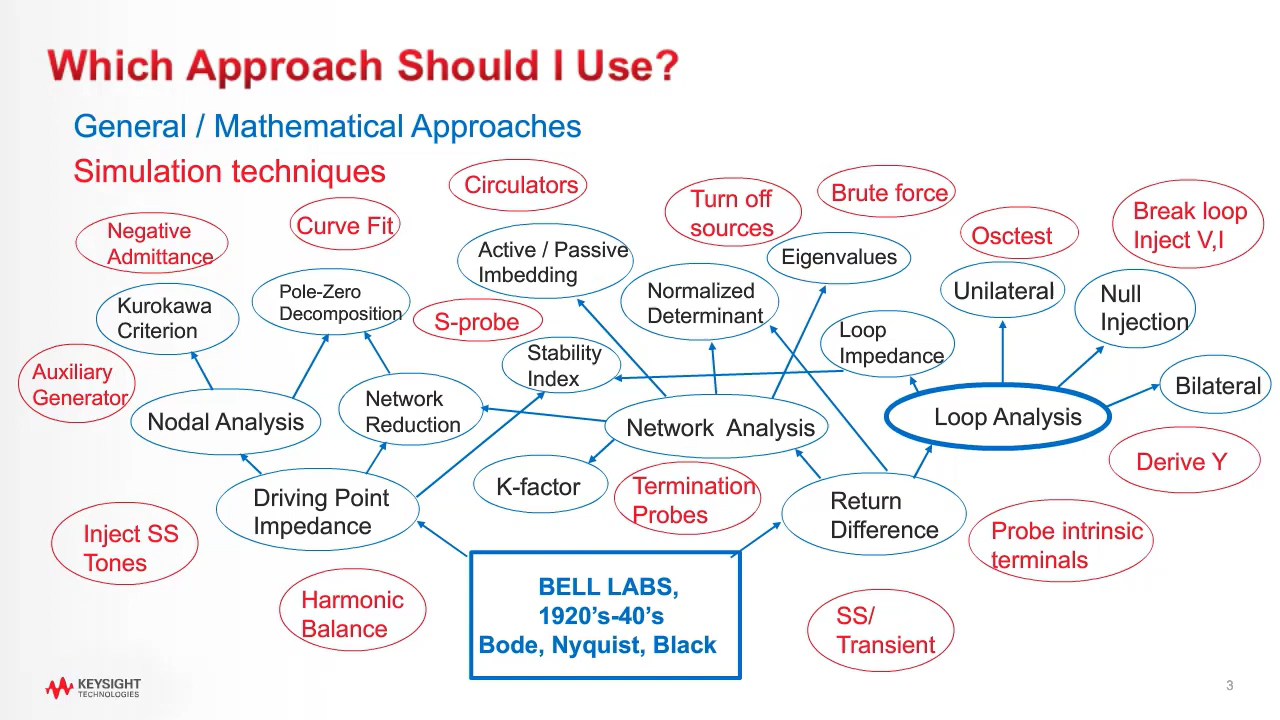 Which Approach Should I Use?
General / Mathematical Approaches
Simulation techniques
Circulators
Turn off
sources
Brute force
Break loop
Inject V,I
Negative
Admittance
Curve Fit
Osctest
Active / Passive
Imbedding
Eigenvalues
Kurokawa
Criterion
Pole-Zero
Decomposition
S-probe
Normalized
Determinant
Unilateral
Null
Injection
Loop
Impedance
Stability
Index
Auxiliary
Generator
Bilateral
Nodal Analysis
Network
Reduction
Network Analysis
Loop Analysis
Derive Y
K-factor
Termination
Probes
Driving Point
Impedance
Return
Difference
Inject SS
Tones
Probe intrinsic
terminals
Harmonic
Balance
BELL LABS,
1920's-40's
Bode, Nyquist, Black
SS/
Transient
KEYSIGHT
TECHNOLOGIES
3